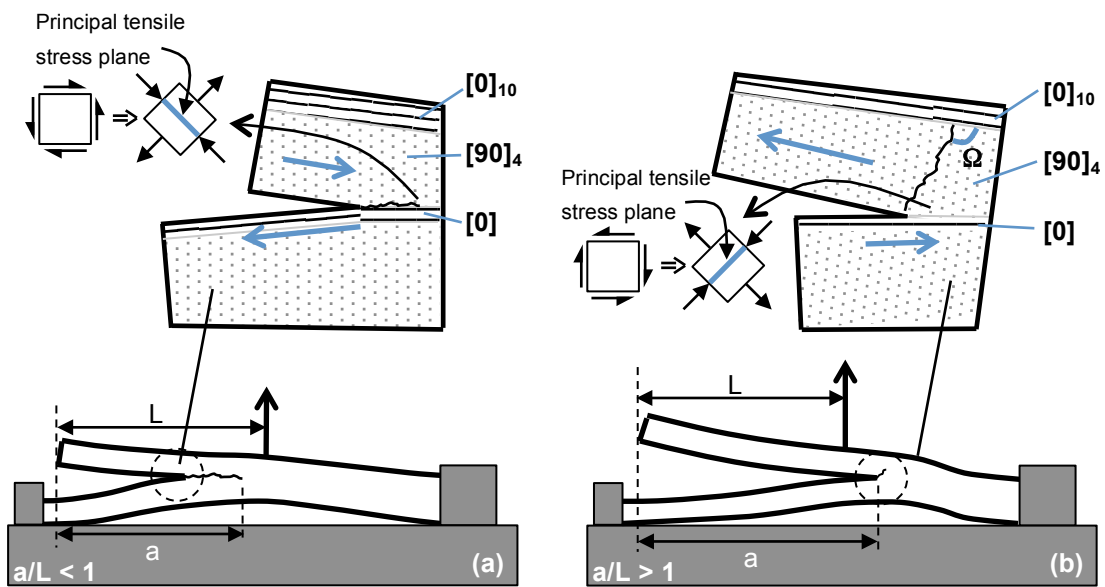 Principal tensile
stress plane
⇒
[0]10
[90]4
[0]
L
a
a/L < 1
(a)
Principal tensile
stress plane
⇒
[0]10
Ω
[90]4
[0]
L
a
a/L > 1
(b)